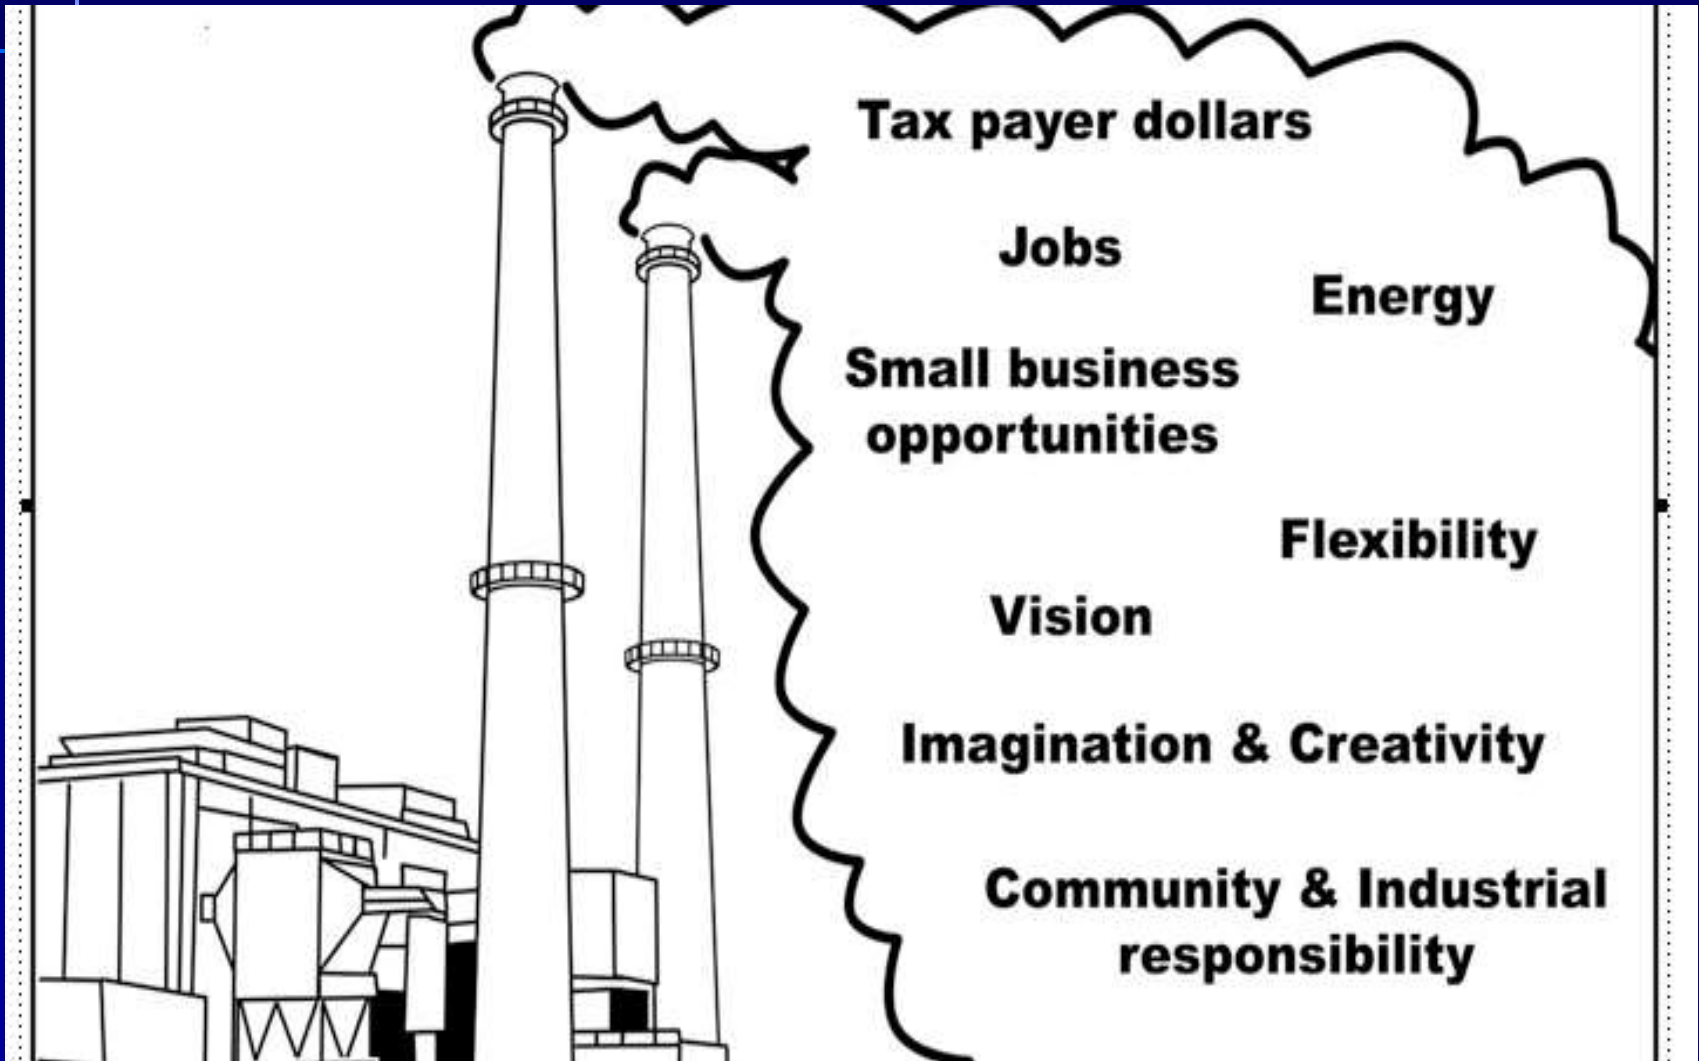 Tax payer dollars
Jobs
Energy
Small business
opportunities
Flexibility
Vision
Imagination & Creativity
Community & Industrial
responsibility